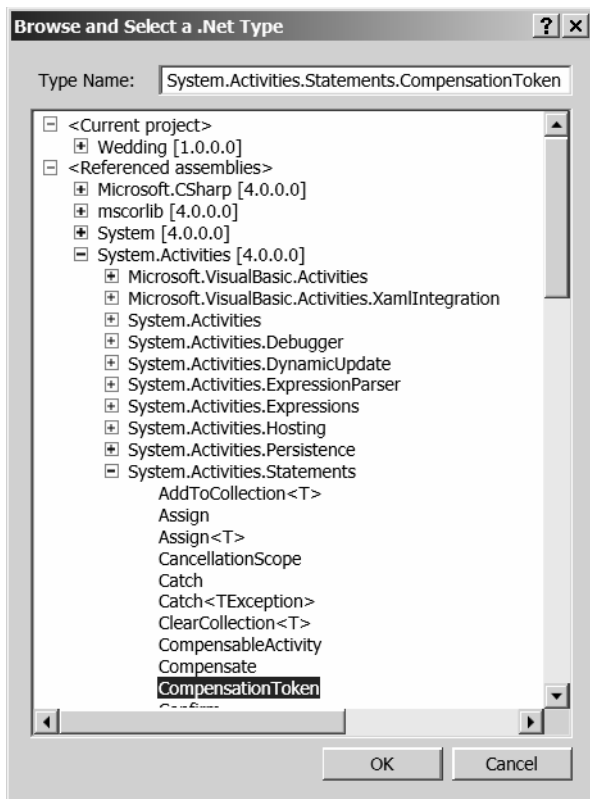 Browse and Select a .Net Type
Type Name: System.Activities.Statements.CompensationToken
<Current project>
Wedding [1.0.0.0]
<Referenced assemblies>
Microsoft.CSharp [4.0.0.0]
mscorlib [4.0.0.0]
System [4.0.0.0]
System.Activities [4.0.0.0]
Microsoft.VisualBasic.Activities
Microsoft.VisualBasic.Activities.XamlIntegration
System.Activities
System.Activities.Debugger
System.Activities.DynamicUpdate
System.Activities.ExpressionParser
System.Activities.Expressions
System.Activities.Hosting
System.Activities.Persistence
System.Activities.Statements
AddToCollection<T>
Assign
Assign<T>
CancellationScope
Catch
Catch<TException>
ClearCollection<T>
CompensableActivity
Compensate
CompensationToken
OK Cancel